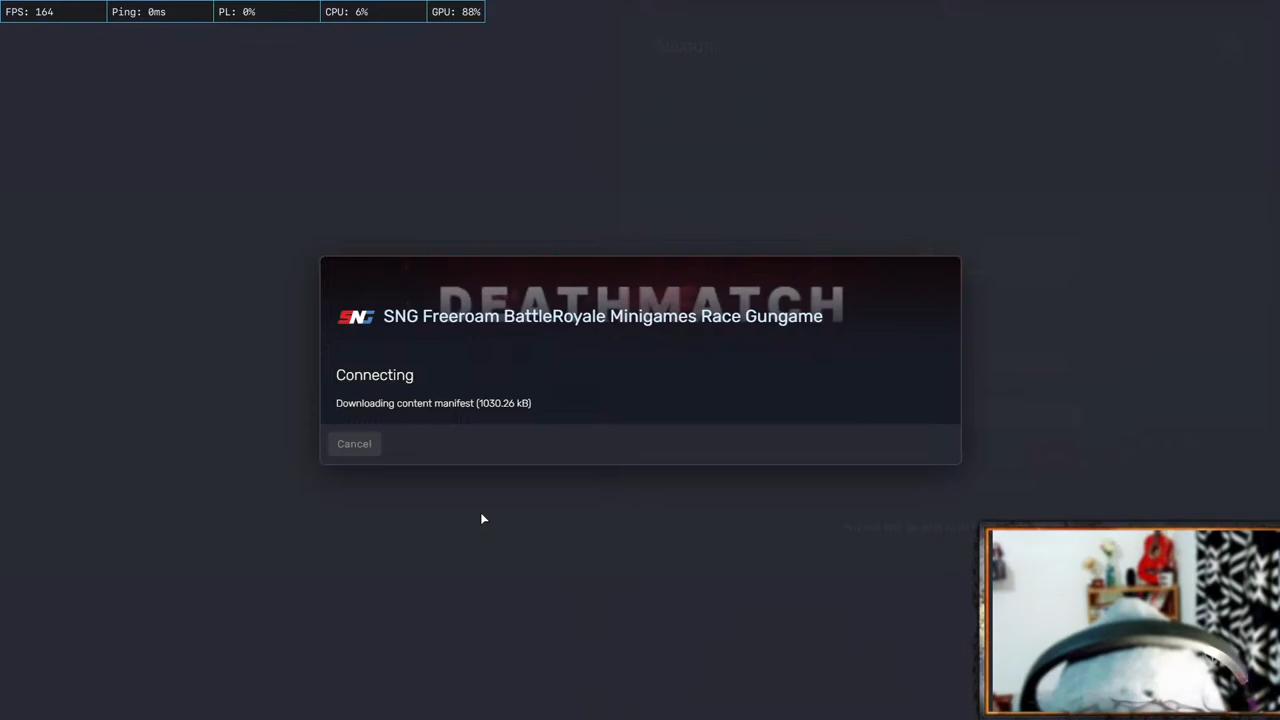 FPS: 164 Ping: 0ms PL: 0% CPU: 6% GPU: 88%
DEATHMATCH
SNG SNG Freeroam BattleRoyale Minigames Race Gungame
Connecting
Downloading content manifest (1030.26 kB)
Cancel